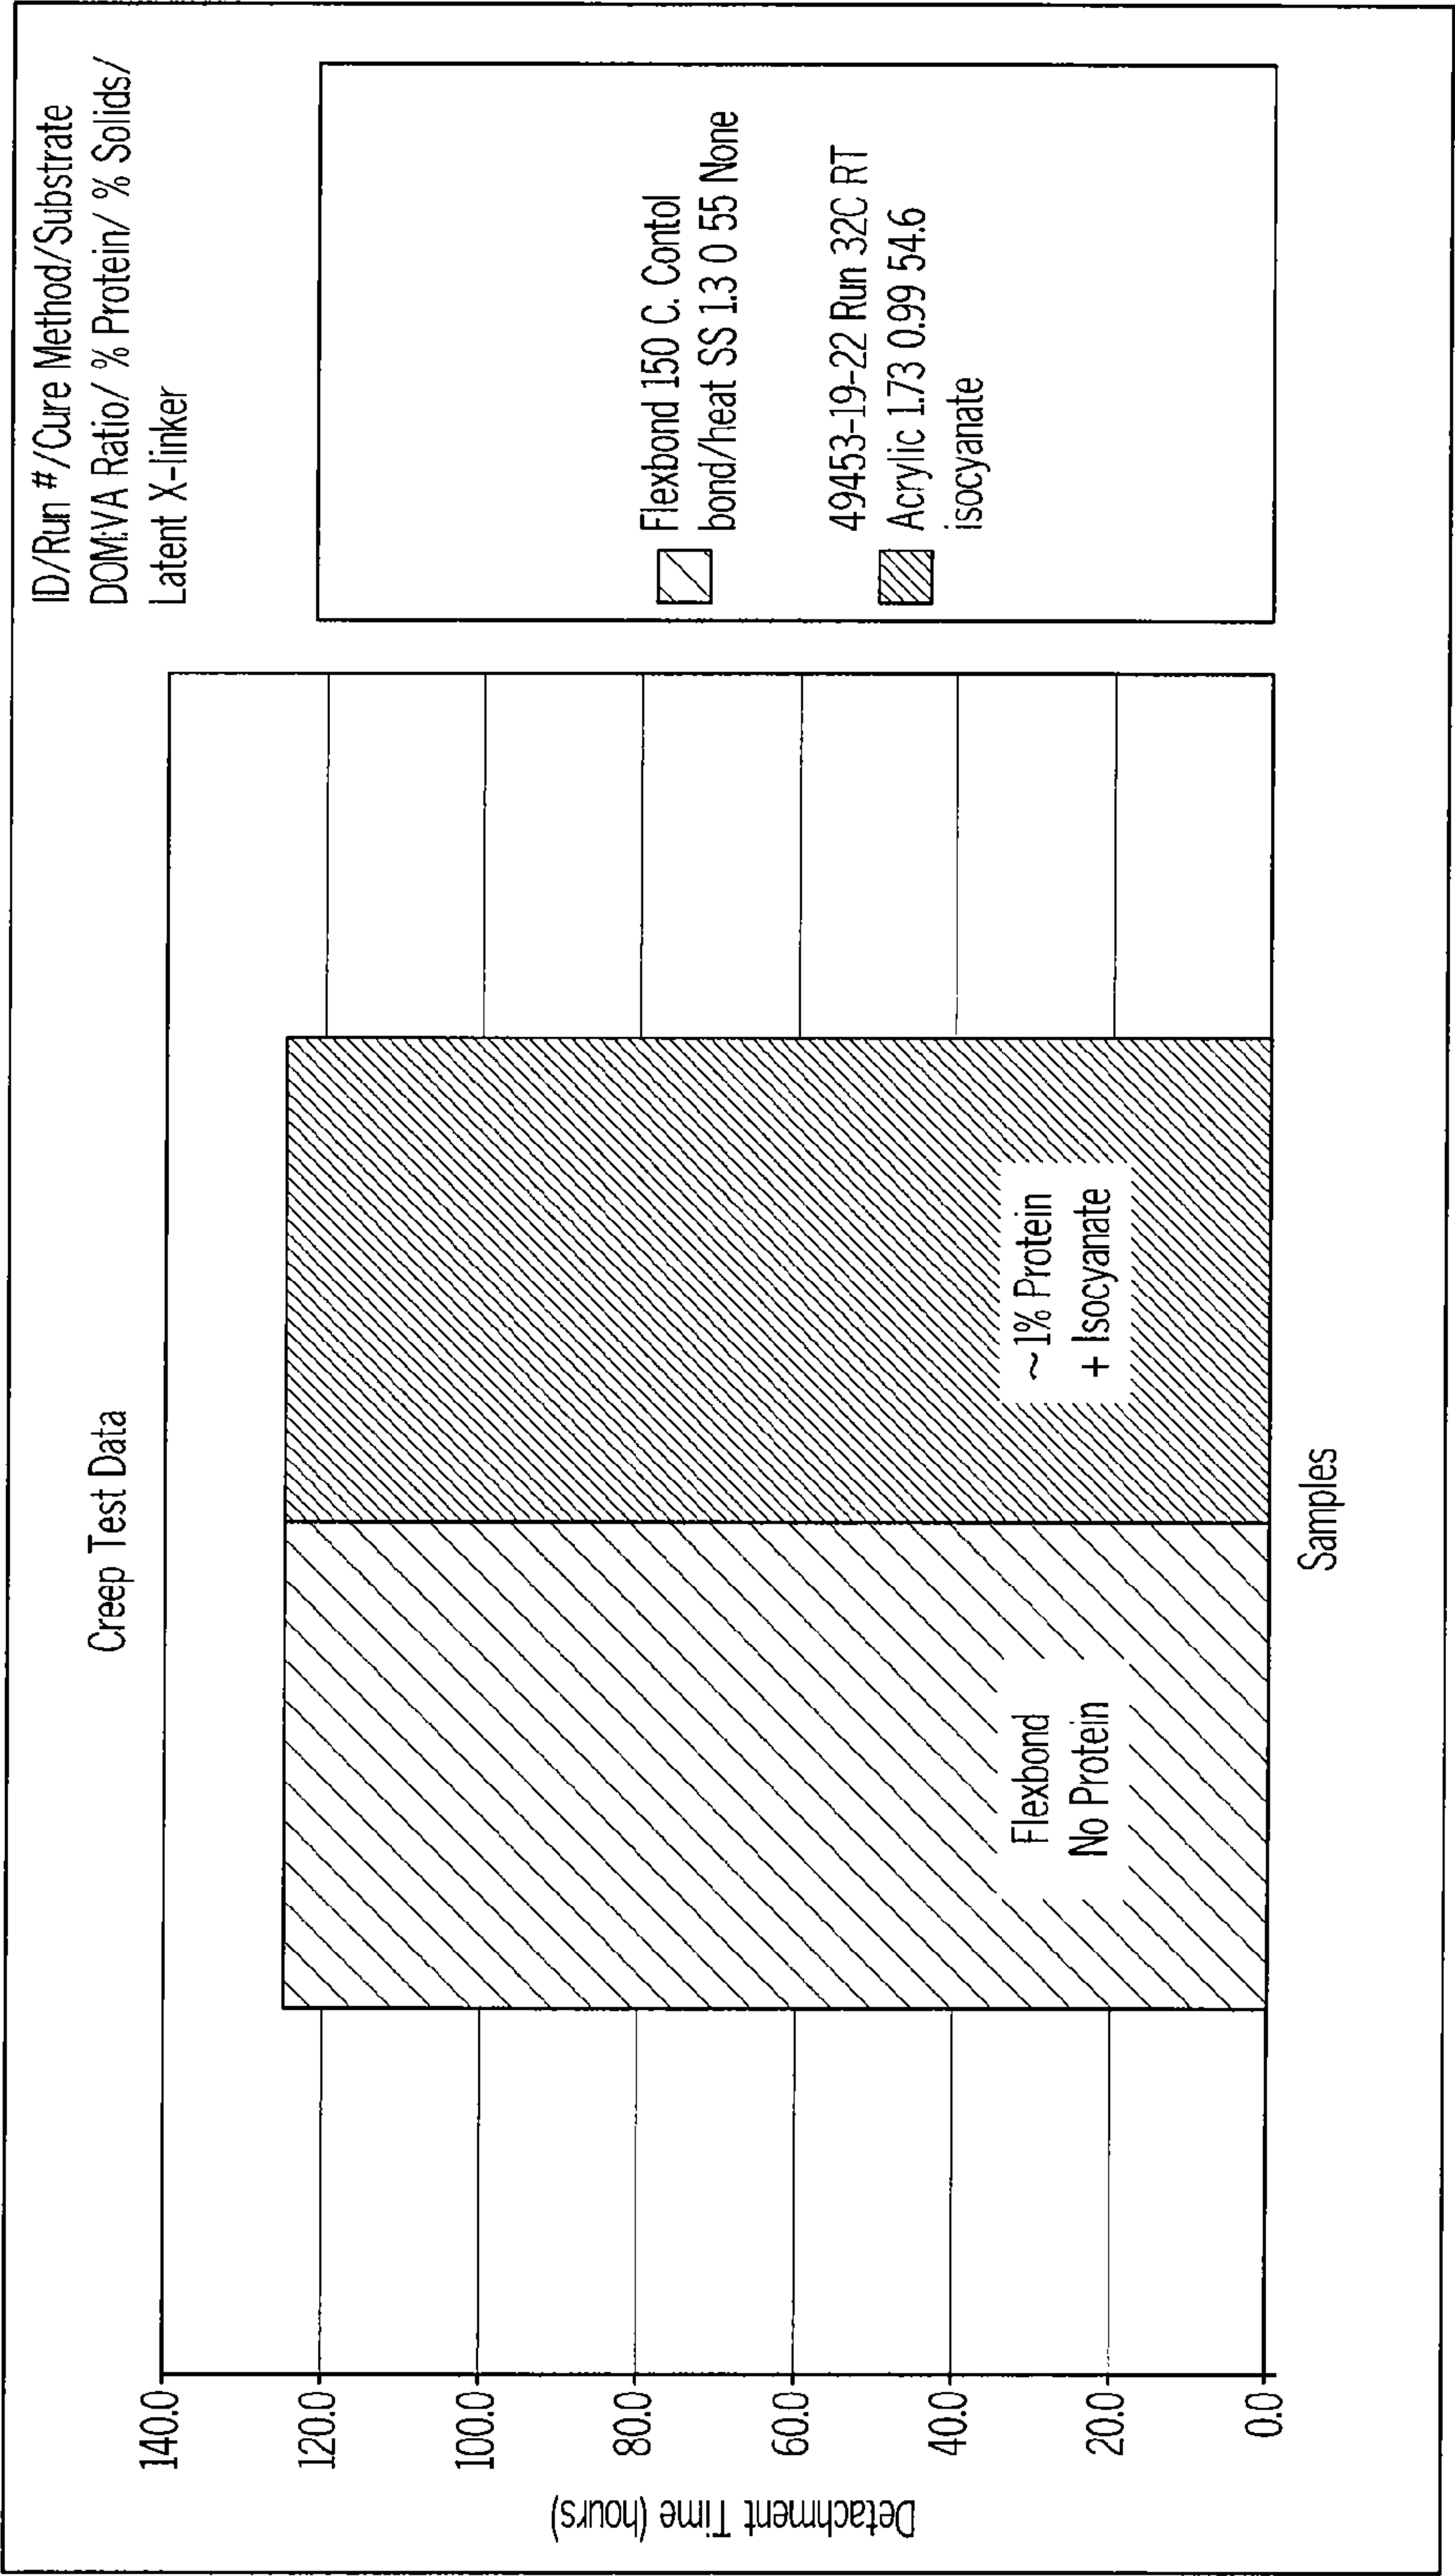 Creep Test Data
ID/Run #/Cure Method/Substrate
DOM:VA Ratio/ % Protein/ % Solids/
Latent X-linker
140.0
120.0
100.0
80.0
60.0
40.0
20.0
0.0
Detachment Time (hours)
Flexbond
No Protein
~1% Protein
+ Isocyanate
Samples
Flexbond 150 C. Contol
bond/heat SS 1.3 0 55 None
49453-19-22 Run 32C RT
Acrylic 1.73 0.99 54.6
isocyanate